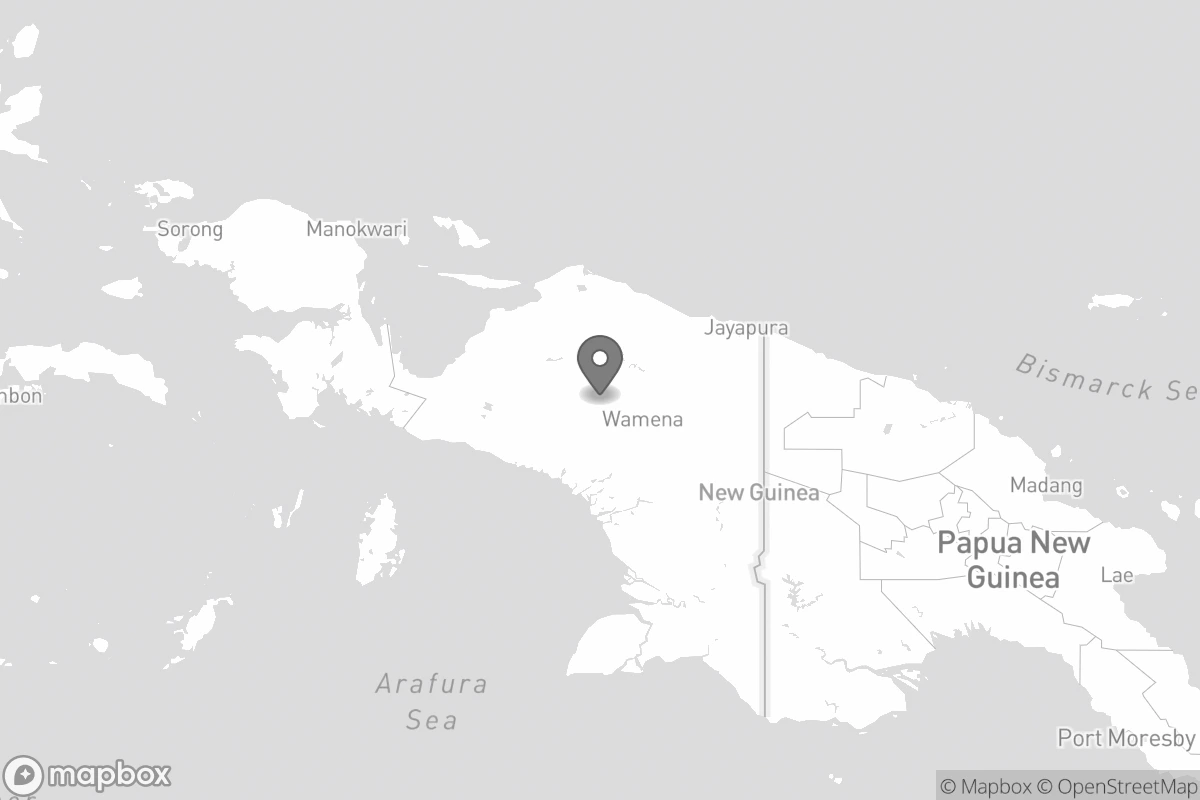 Sorong
Manokwari
Jayapura
Bismarck Se
nbon
Wamena
Madang
New Guinea
Papua New
Guinea
Lae
Arafura
Sea
Port Moresby
mapbox
© Mapbox © OpenStreetMap